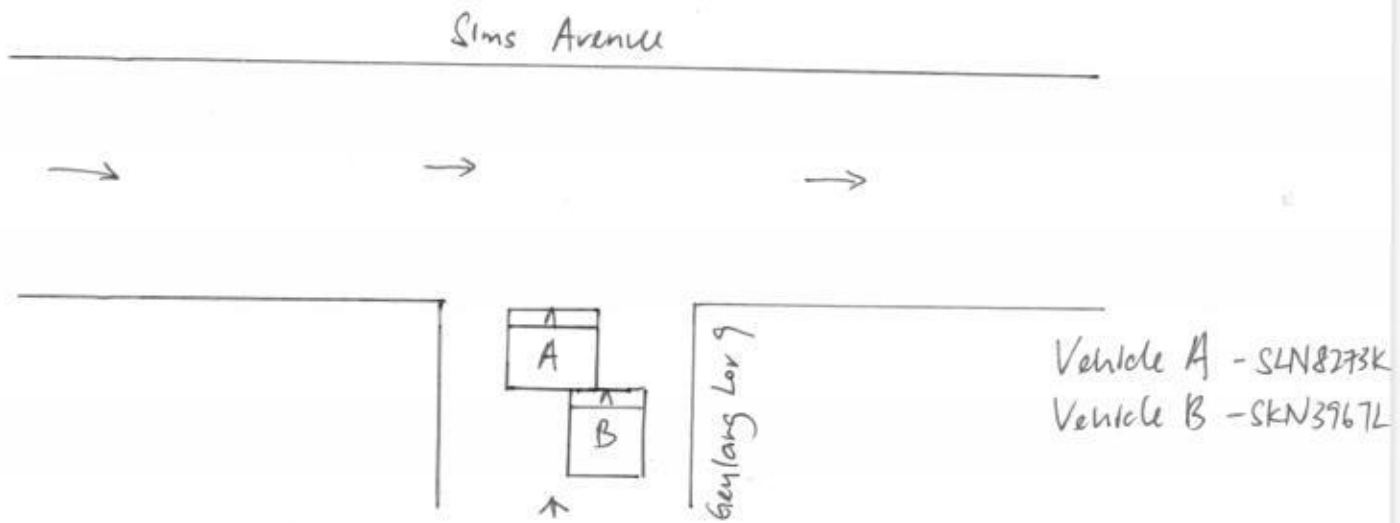 Sims Avenue
A
B
Geylang Lor 9
Vehicle A - SLN8273K
Vehicle B - SKN3967L